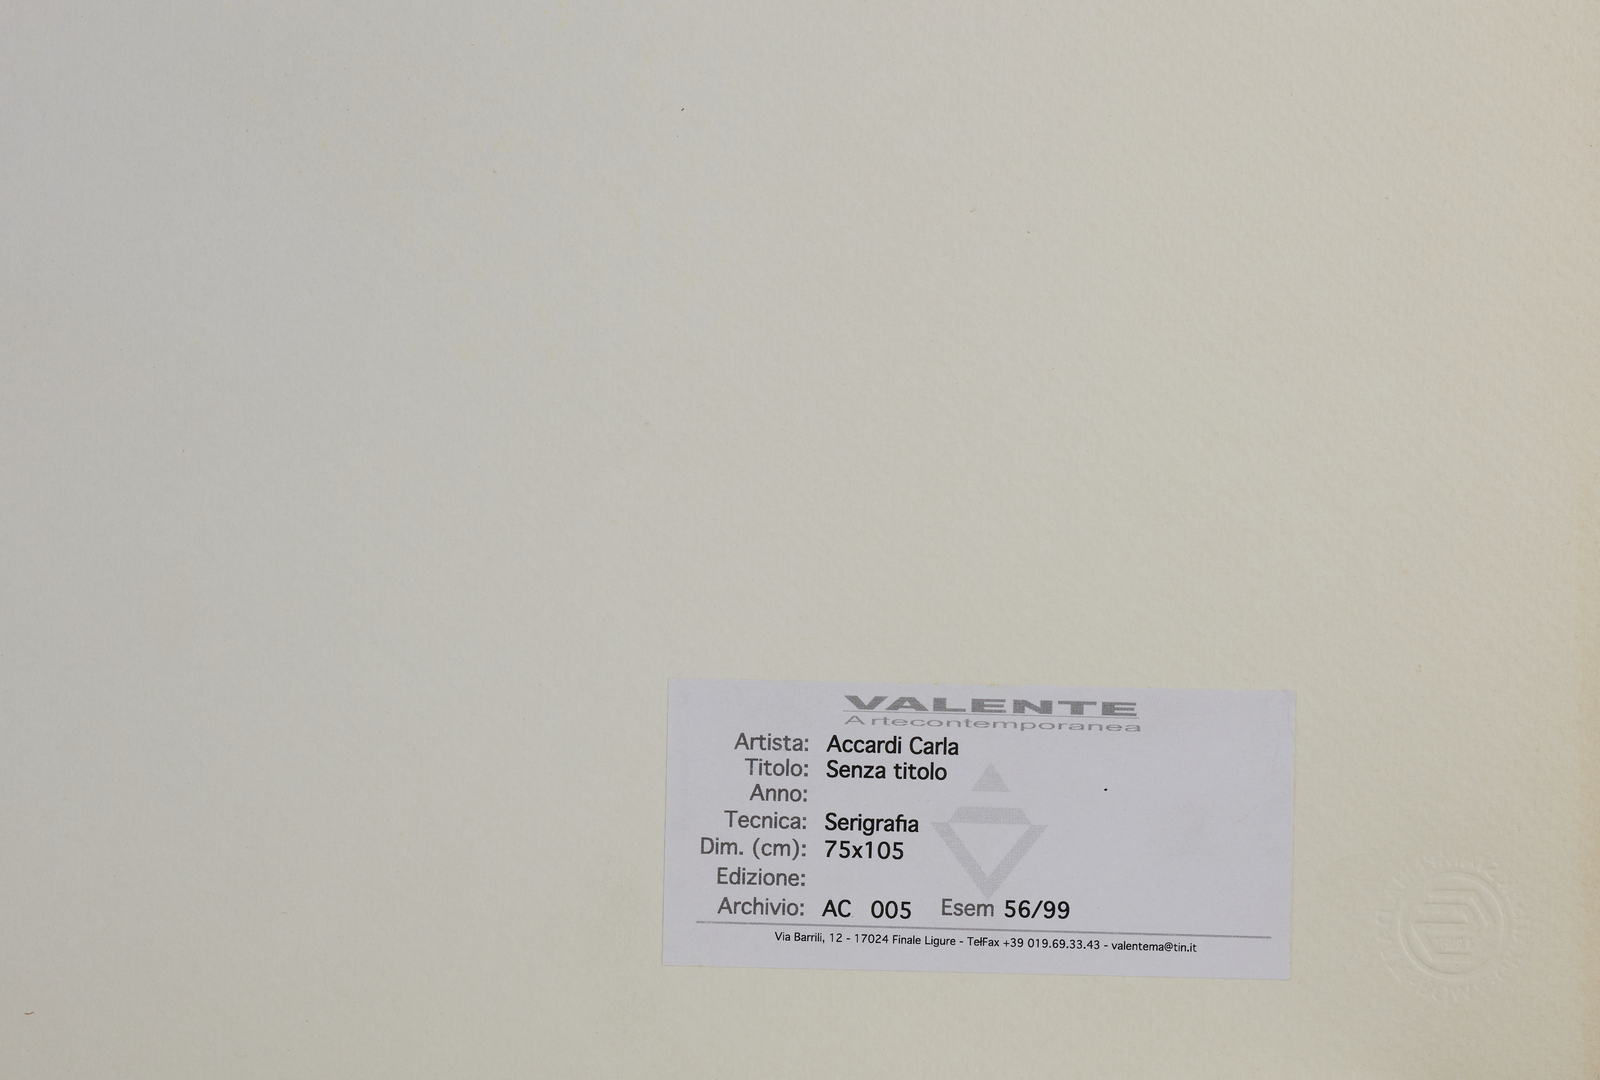 VALENTE
Artecontemporanea
Artista: Accardi Carla
Titolo: Senza titolo
Anno:
Tecnica: Serigrafia
Dim. (cm): 75x105
Edizione:
Archivio: AC 005 Esem 56/99
Via Barrili, 12 - 17024 Finale Ligure - TelFax +39 019.69.33.43 - valentema@tin.it